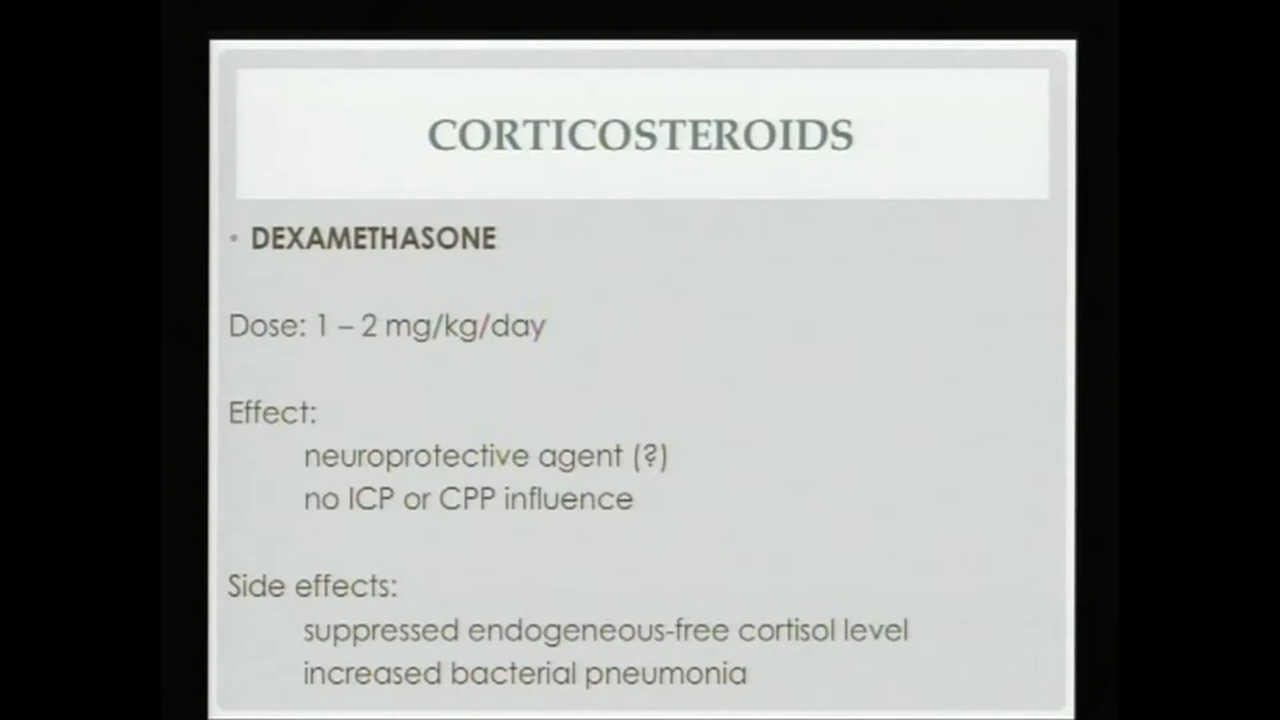 CORTICOSTEROIDS
• DEXAMETHASONE
Dose: 1 – 2 mg/kg/day
Effect:
neuroprotective agent (?)
no ICP or CPP influence
Side effects:
suppressed endogeneous-free cortisol level
increased bacterial pneumonia